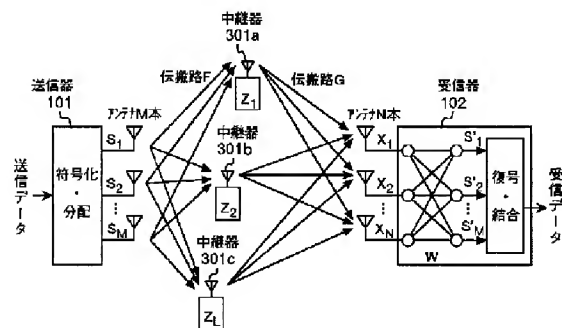 中継器
301a
Z1
伝搬路F
伝搬路G
送信器
101
アンテナM本
送信データ
符号化・分配
S1
S2
⋮
SM
中継器
301b
Z2
中継器
301c
ZL
アンテナN本
X1
X2
⋮
XN
受信器
102
S'1
S'2
⋮
S'M
W
復号・結合
受信データ